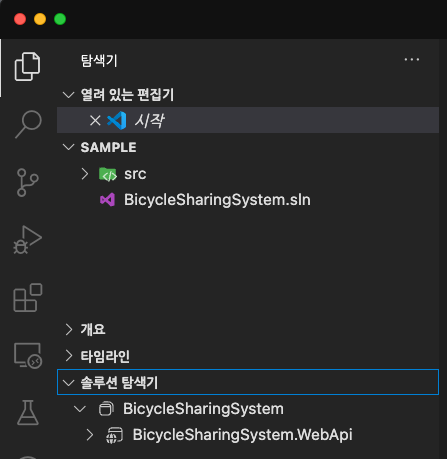 탐색기
열려 있는 편집기
시작
SAMPLE
src
BicycleSharingSystem.sln
개요
타임라인
솔루션 탐색기
BicycleSharingSystem
BicycleSharingSystem.WebApi